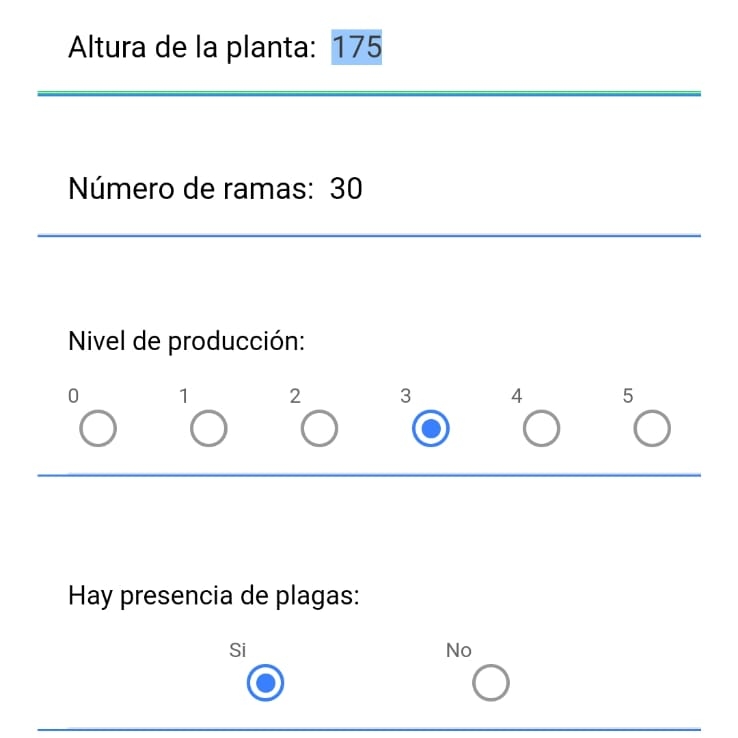 Altura de la planta: 175
Número de ramas: 30
Nivel de producción:
0 1 2 3 4 5
Hay presencia de plagas:
Si No